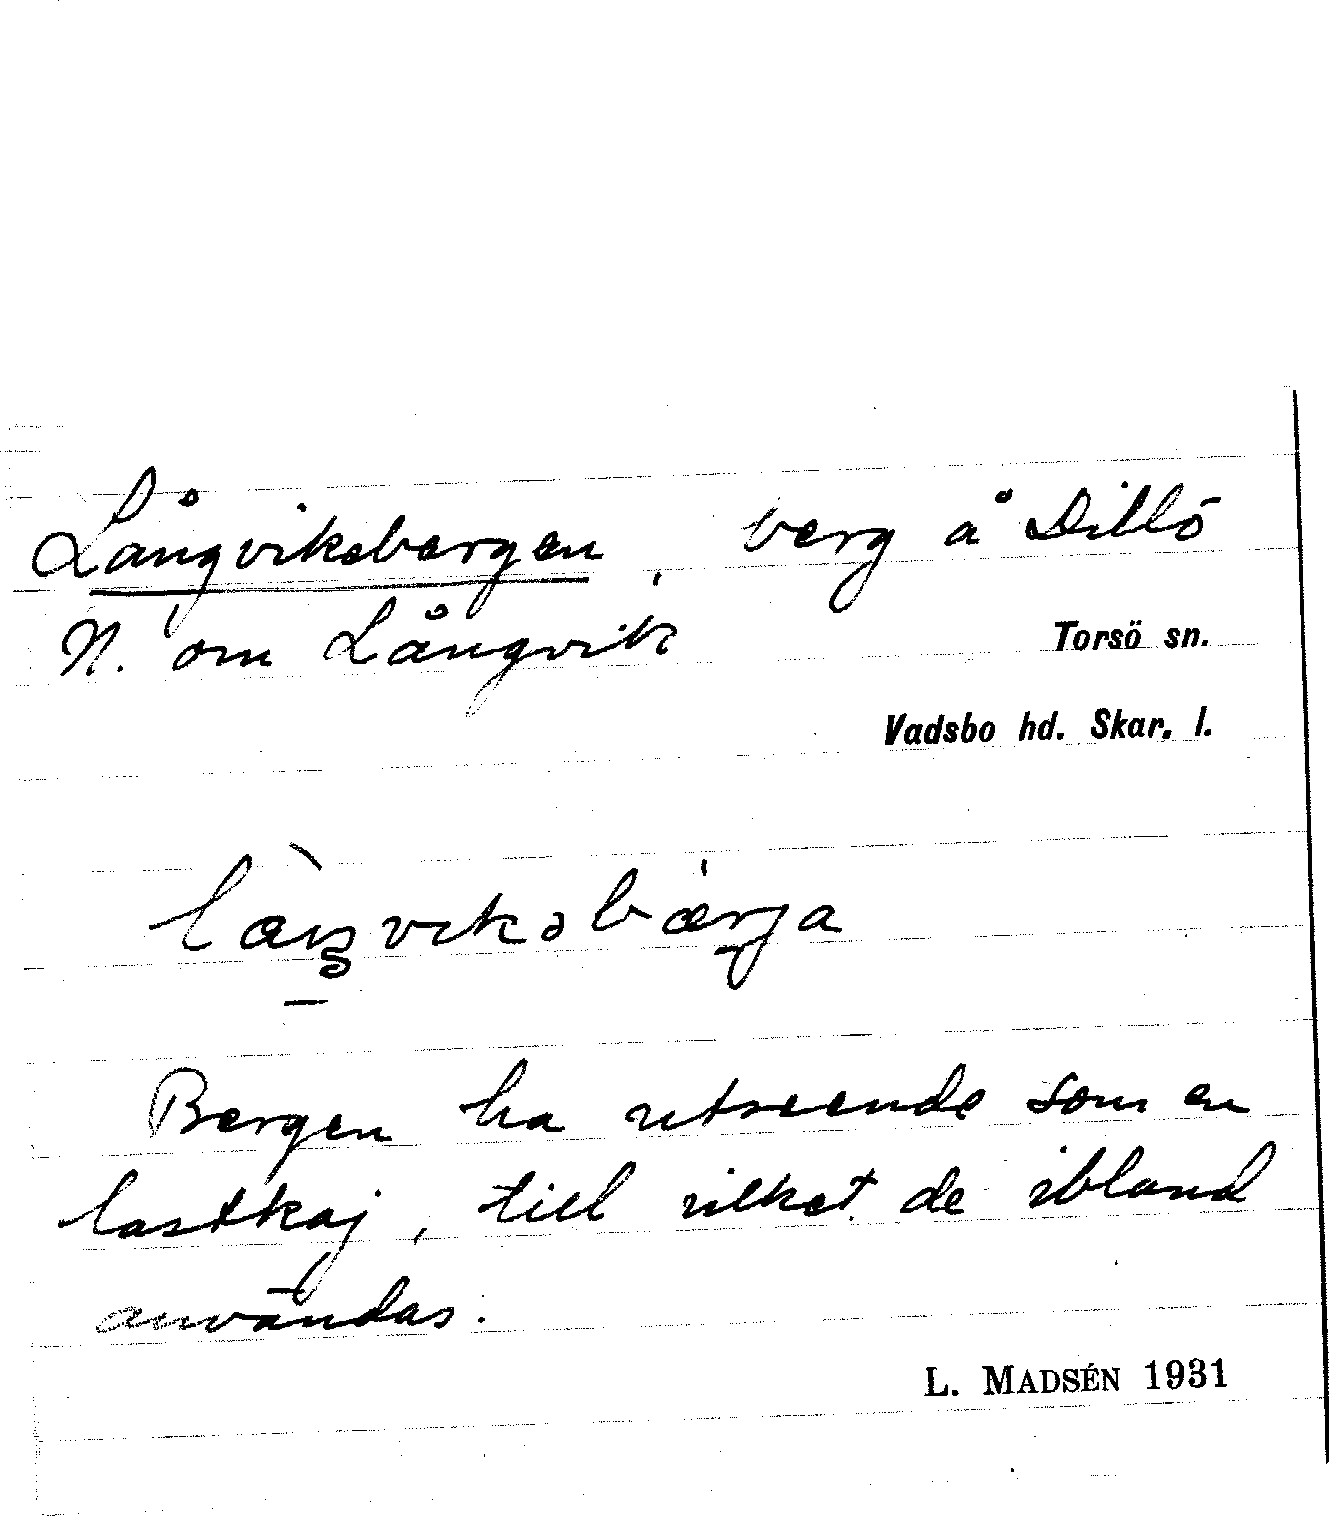 Långviksbergen, berg å Dillö
N. om Långvik
Torsö sn.
Vadsbo hd. Skar. l.
Bergen ha utseende som en
lastkaj, till vilket de ibland
användas.
L. MADSÉN 1931